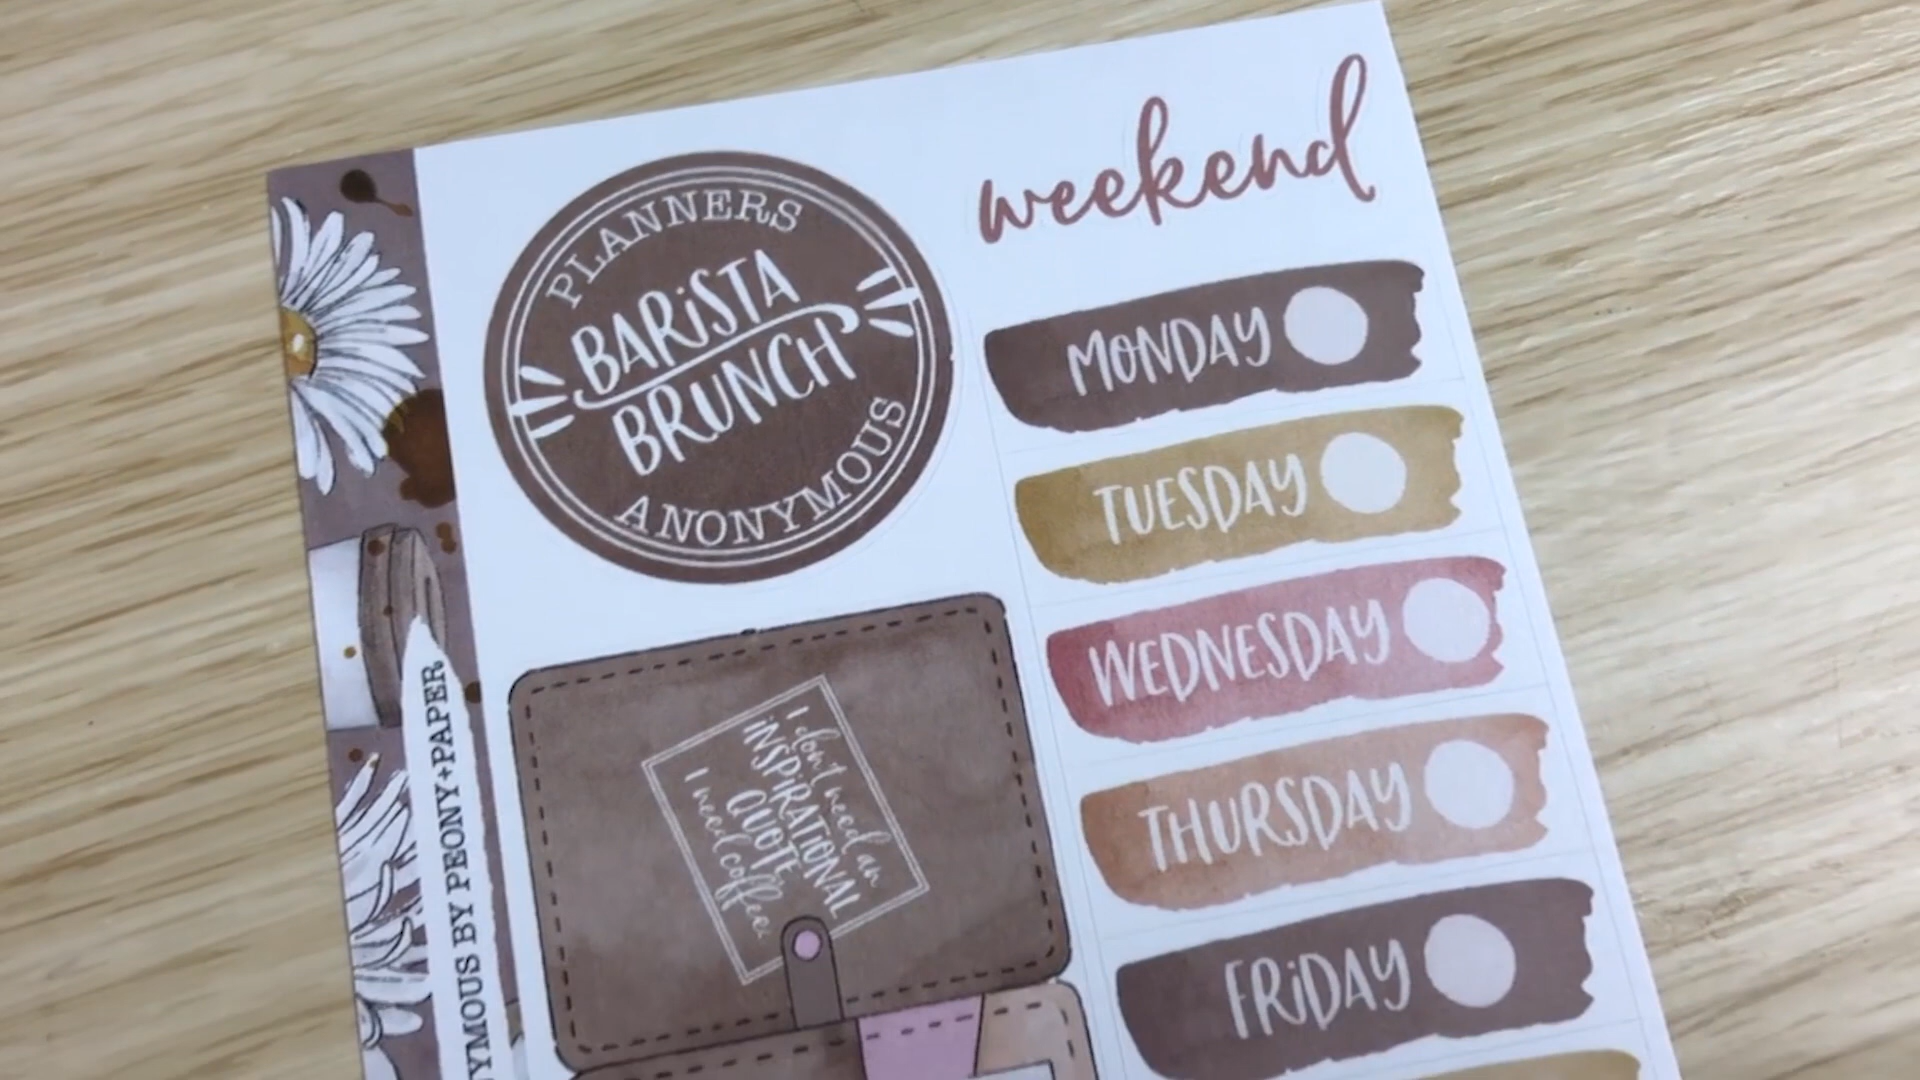 weekend
PLANNERS
BARiSTA
BRUNCH
ANONYMOUS
MONDAY
TUESDAY
WEDNESDAY
THURSDAY
FRiDAY
I don't need an
iNSPiRATIONAL
QUOTE
I need coffee.
YMOUS BY PEONY+PAPER